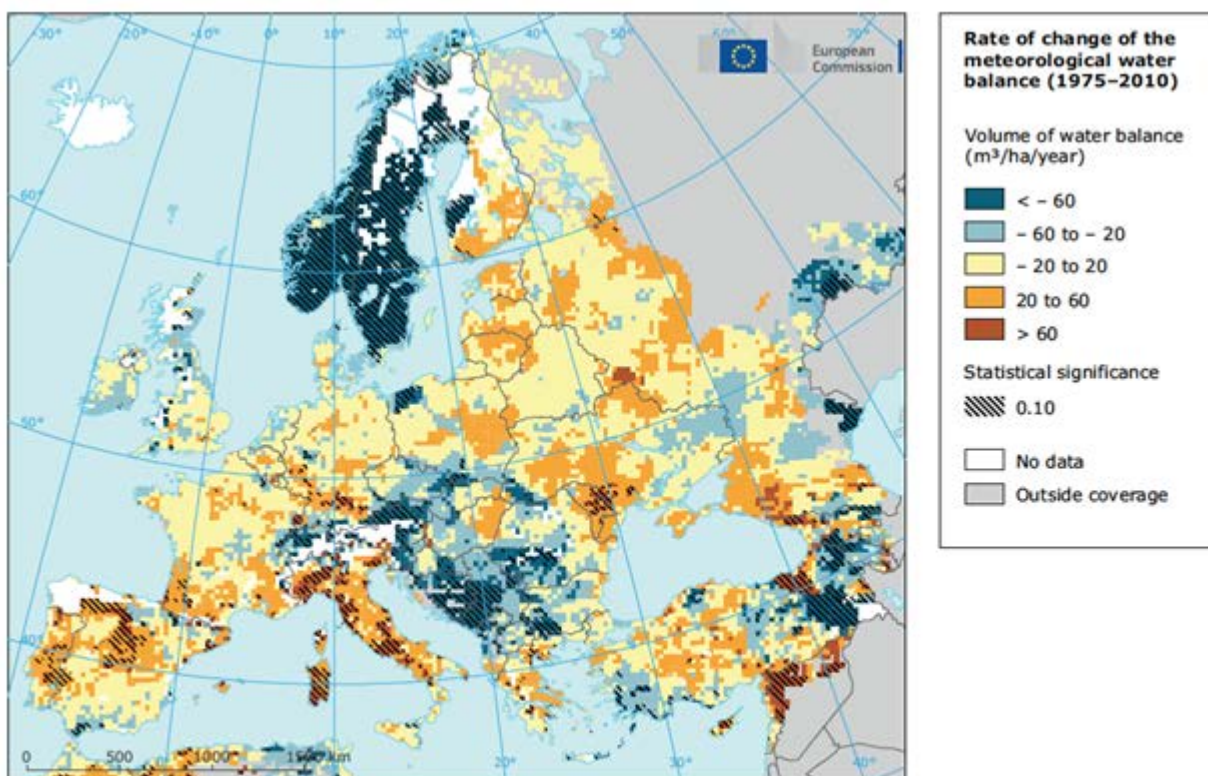 -30°
-20°
-10°
0°
10°
20°
30°
40°
50°
60°
70°
European
Commission
60°
50°
40°
0
500
1000
1500 km
20°
30°
40°
Rate of change of the
meteorological water
balance (1975–2010)
Volume of water balance
(m³/ha/year)
< – 60
– 60 to – 20
– 20 to 20
20 to 60
> 60
Statistical significance
0.10
No data
Outside coverage